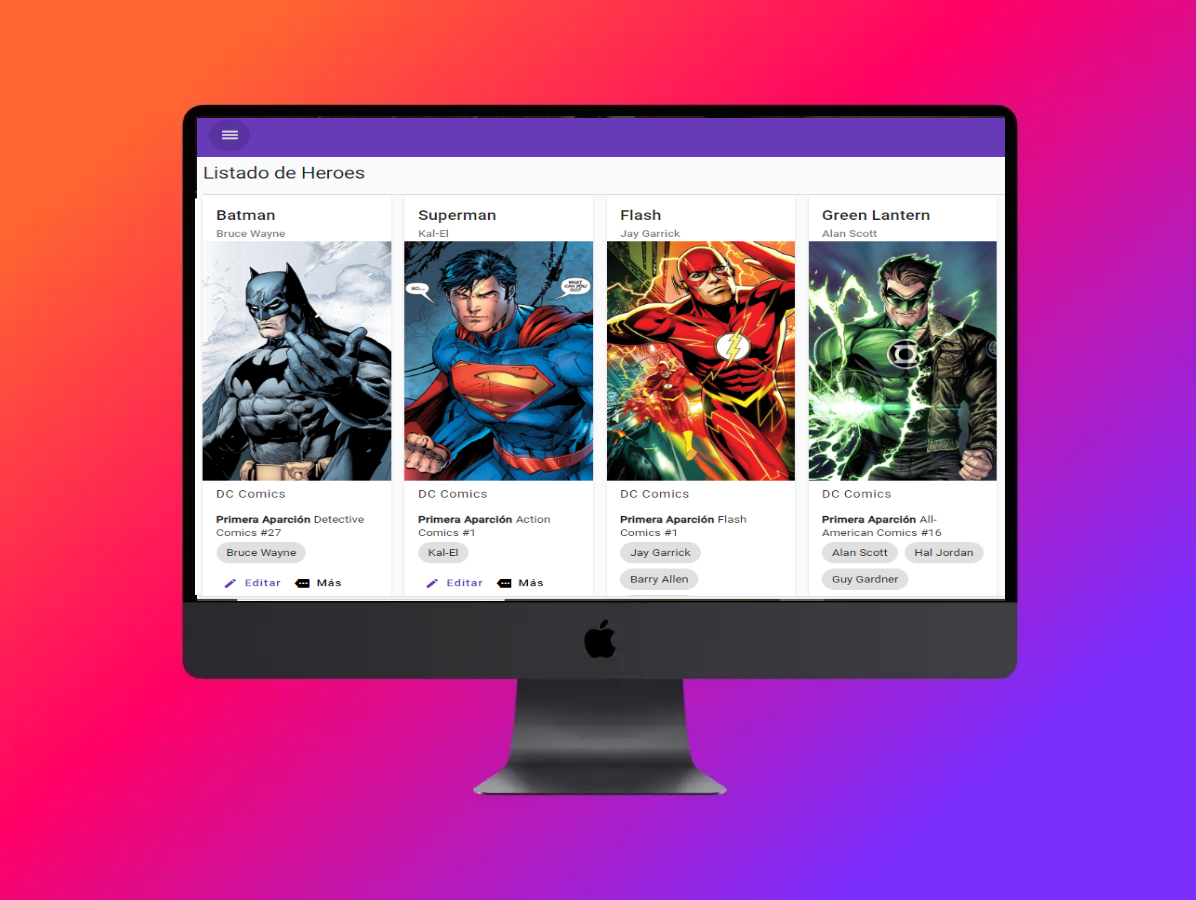 Listado de Heroes
Batman
Bruce Wayne
DC Comics
Primera Aparción Detective
Comics #27
Bruce Wayne
Editar
Más
Superman
Kal-El
SO...
WHAT
CAN YOU
DO?
DC Comics
Primera Aparción Action
Comics #1
Kal-El
Editar
Más
Flash
Jay Garrick
DC Comics
Primera Aparción Flash
Comics #1
Jay Garrick
Barry Allen
Green Lantern
Alan Scott
DC Comics
Primera Aparción All-
American Comics #16
Alan Scott
Hal Jordan
Guy Gardner